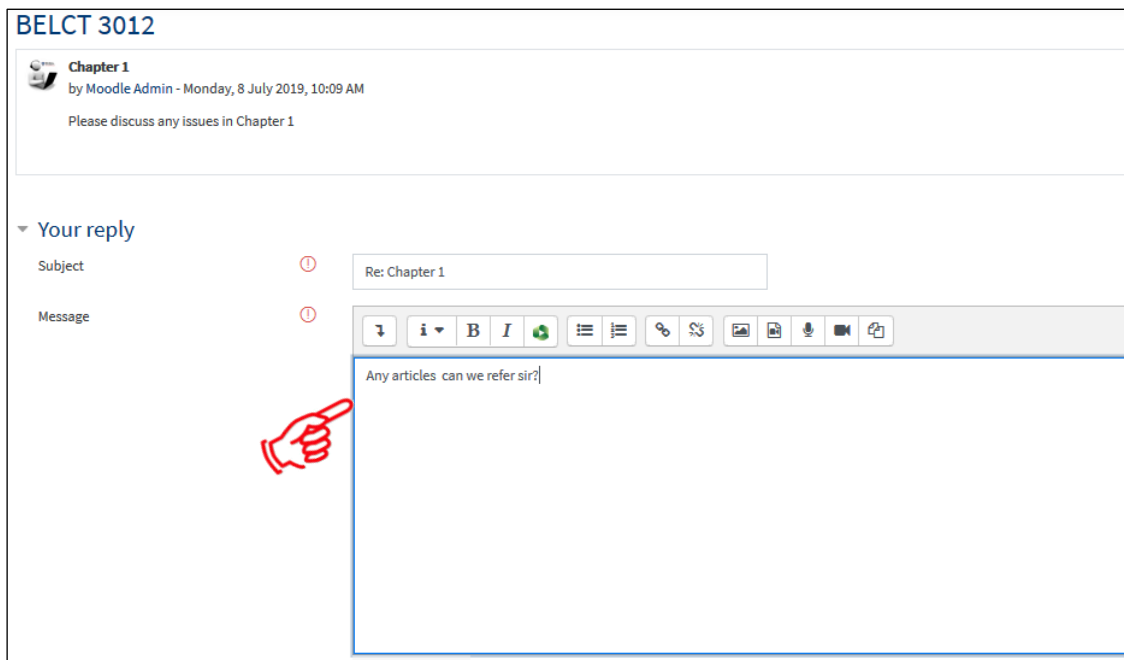 BELCT 3012
Chapter 1
by Moodle Admin - Monday, 8 July 2019, 10:09 AM
Please discuss any issues in Chapter 1
Your reply
Subject
Re: Chapter 1
Message
B I
Any articles can we refer sir?